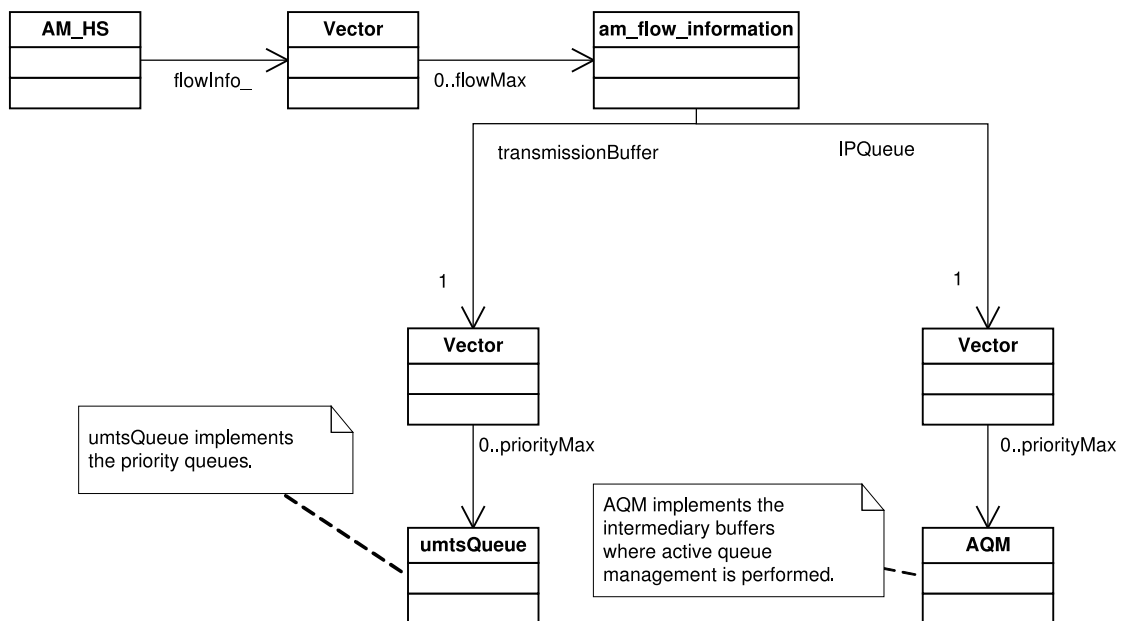 AM_HS
Vector
am_flow_information
flowInfo_
0..flowMax
transmissionBuffer
IPQueue
1
1
Vector
Vector
umtsQueue implements
the priority queues.
0..priorityMax
0..priorityMax
AQM implements the
intermediary buffers
where active queue
management is performed.
umtsQueue
AQM